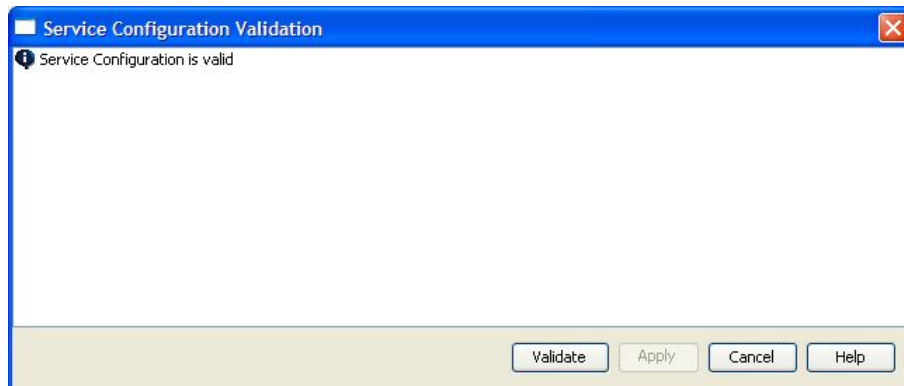 Service Configuration Validation
Service Configuration is valid
Validate Apply Cancel Help